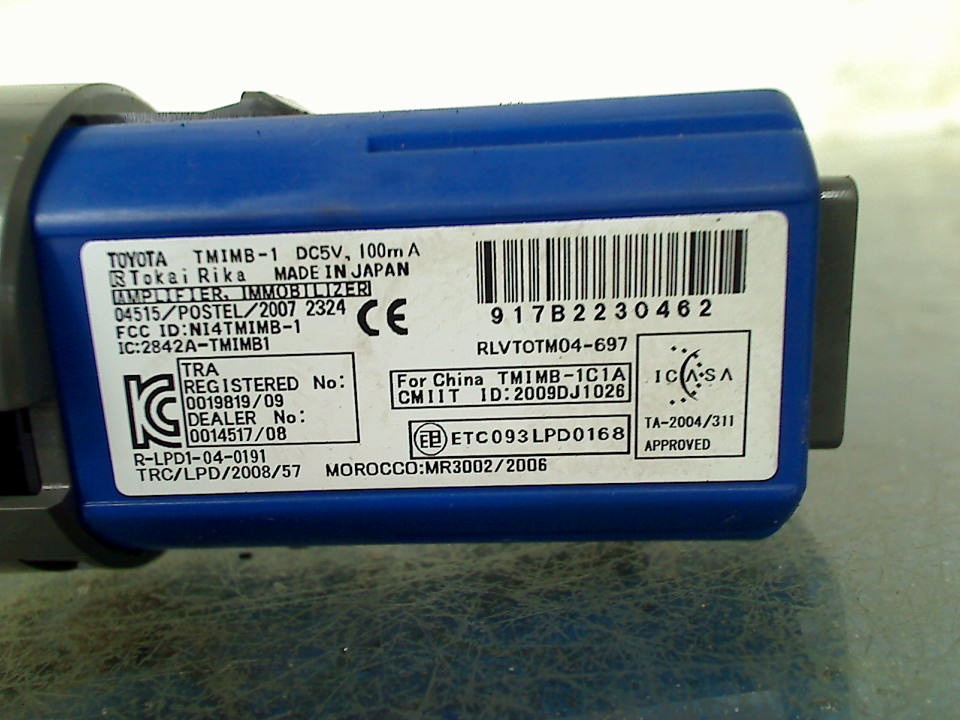 TOYOTA TMIMB-1 DC5V, 100mA
R Tokai Rika MADE IN JAPAN
AMPLIFIER, IMMOBILIZER
04515/POSTEL/2007 2324
FCC ID:NI4TMIMB-1
IC:2842A-TMIMB1
CE
917B2230462
RLVTOTM04-697
TRA
REGISTERED No:
0019819/09
DEALER No:
0014517/08
R-LPD1-04-0191
TRC/LPD/2008/57
For China TMIMB-1C1A
CMIIT ID:2009DJ1026
ETC093LPD0168
MOROCCO:MR3002/2006
ICASA
TA-2004/311
APPROVED